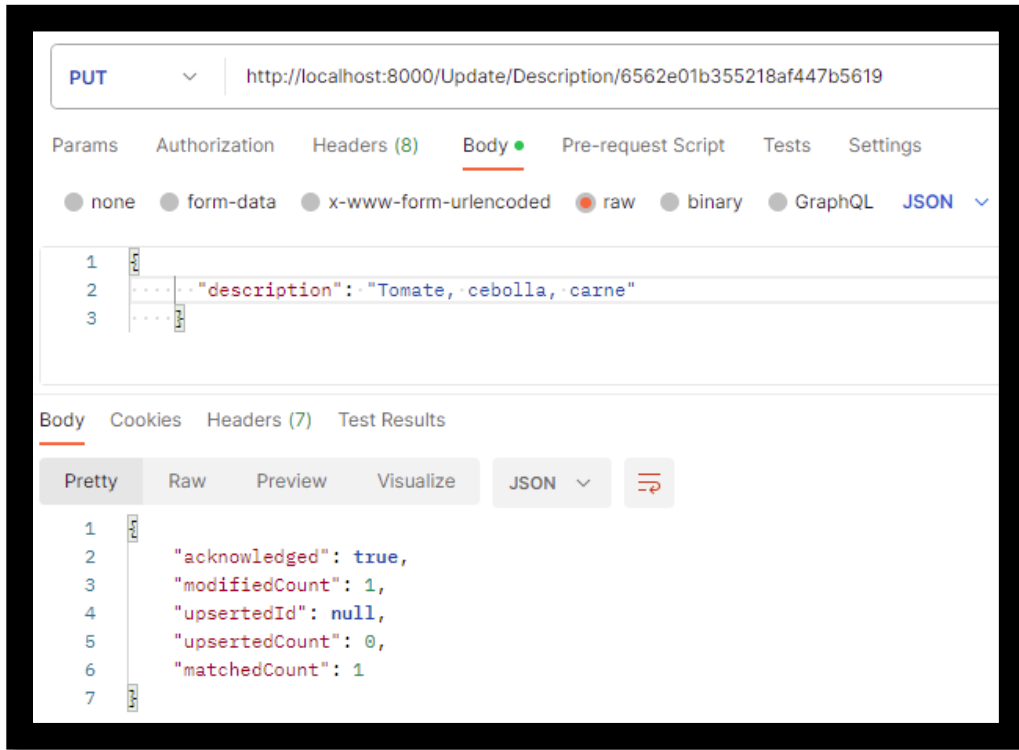 PUT http://localhost:8000/Update/Description/6562e01b355218af447b5619
Params Authorization Headers (8) Body Pre-request Script Tests Settings
none form-data x-www-form-urlencoded raw binary GraphQL JSON
1 {
2 "description": "Tomate, cebolla, carne"
3 }
Body Cookies Headers (7) Test Results
Pretty Raw Preview Visualize JSON
1 {
2 "acknowledged": true,
3 "modifiedCount": 1,
4 "upsertedId": null,
5 "upsertedCount": 0,
6 "matchedCount": 1
7 }